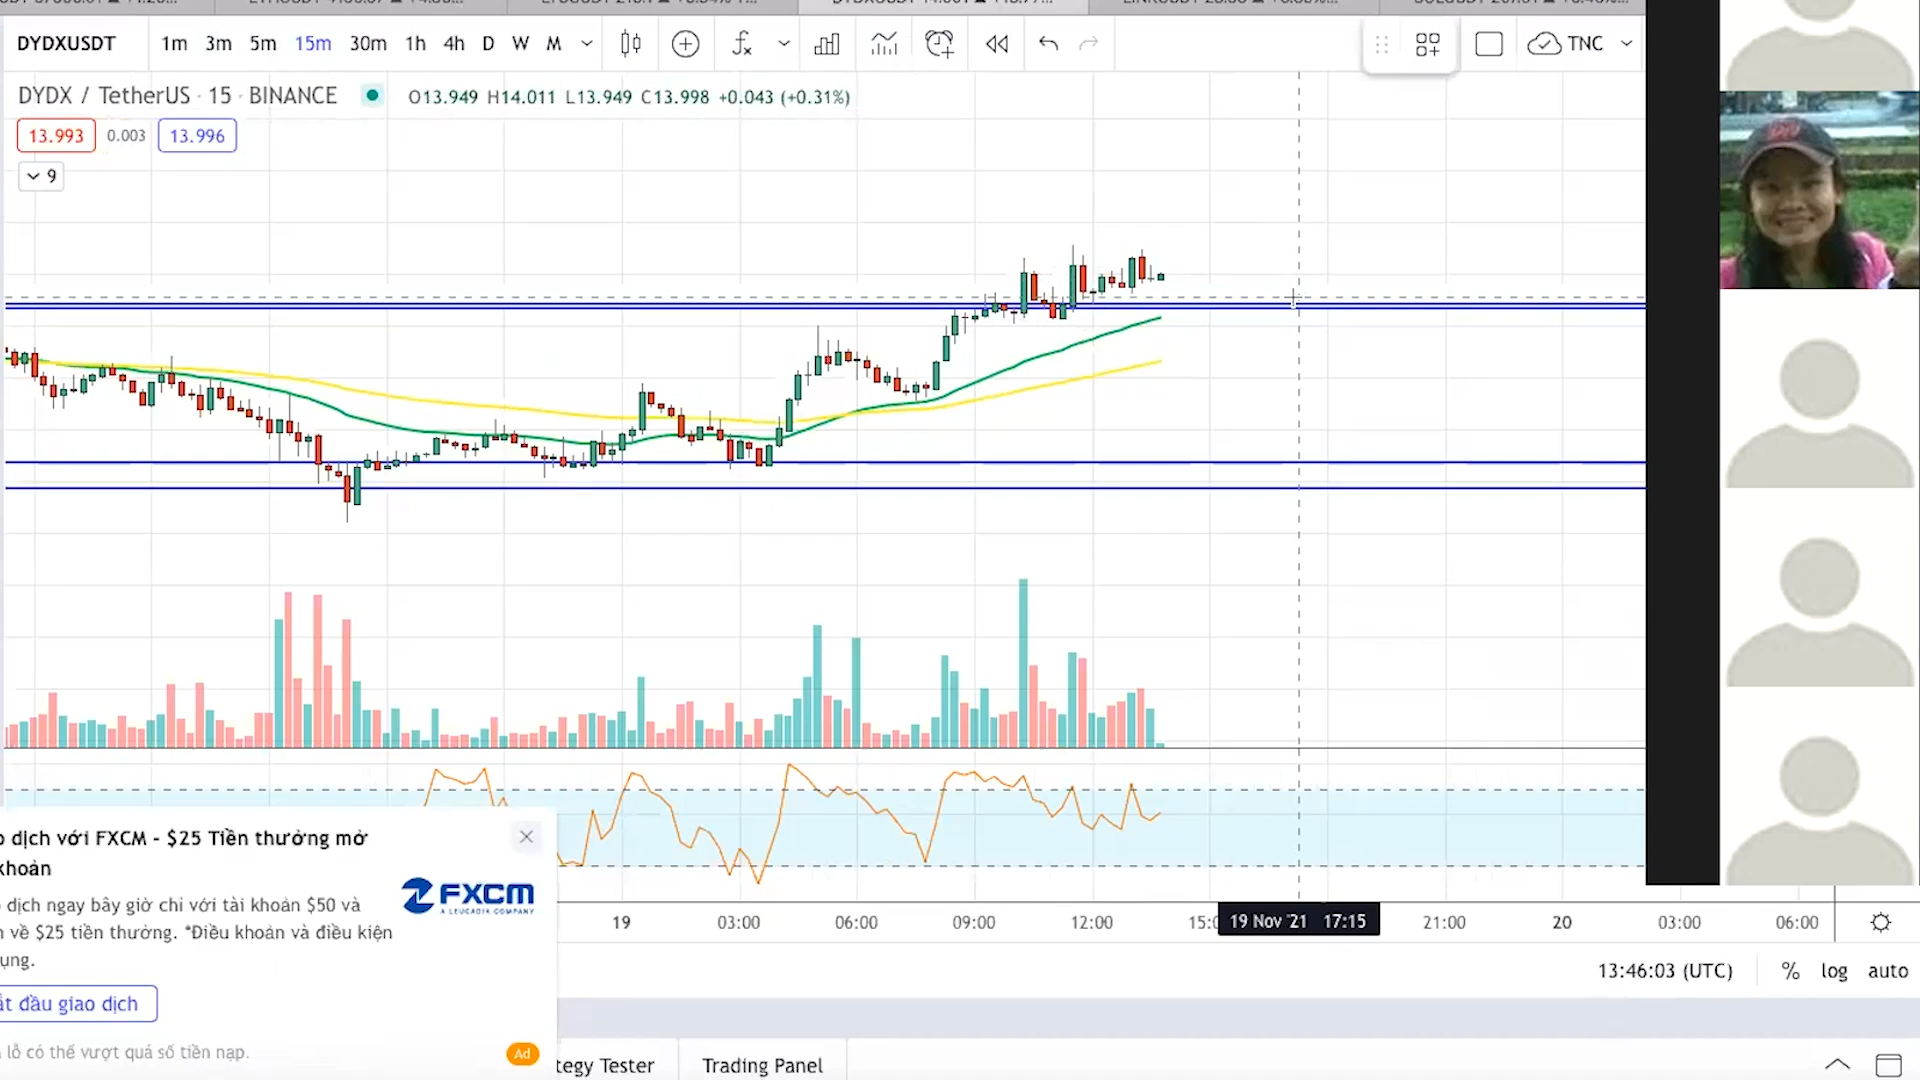 DYDXUSDT 1m 3m 5m 15m 30m 1h 4h D W M TNC
DYDX / TetherUS · 15 · BINANCE O13.949 H14.011 L13.949 C13.998 +0.043 (+0.31%)
13.993 0.003 13.996
9
dịch với FXCM - $25 Tiền thưởng mở
khoản
dịch ngay bây giờ chỉ với tài khoản $50 và
về $25 tiền thưởng. *Điều khoản và điều kiện
ụng.
FXCM
A LEUCADIA COMPANY
ắt đầu giao dịch
lỗ có thể vượt quá số tiền nạp.
Ad
19 03:00 06:00 09:00 12:00 15:0 19 Nov '21 17:15 21:00 20 03:00 06:00
13:46:03 (UTC) % log auto
tegy Tester Trading Panel